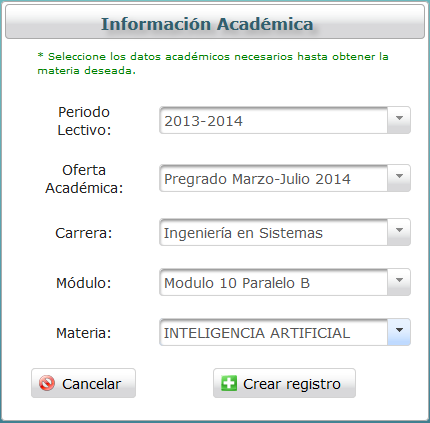 Información Académica
* Seleccione los datos académicos necesarios hasta obtener la
materia deseada.
Periodo
Lectivo:
2013-2014
Oferta
Académica:
Pregrado Marzo-Julio 2014
Carrera:
Ingeniería en Sistemas
Módulo:
Modulo 10 Paralelo B
Materia:
INTELIGENCIA ARTIFICIAL
Cancelar
Crear registro